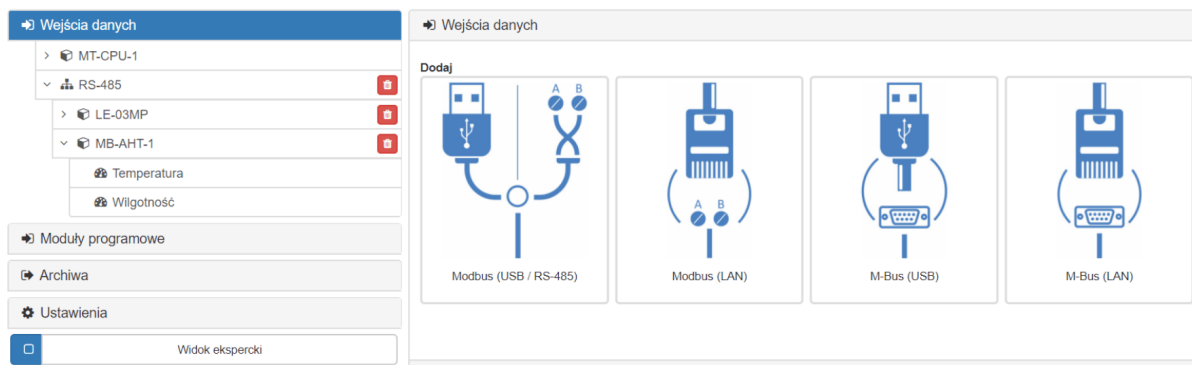 Wejścia danych
MT-CPU-1
RS-485
LE-03MP
MB-AHT-1
Temperatura
Wilgotność
Moduły programowe
Archiwa
Ustawienia
Widok ekspercki
Wejścia danych
Dodaj
A B
Modbus (USB / RS-485)
A B
Modbus (LAN)
M-Bus (USB)
M-Bus (LAN)